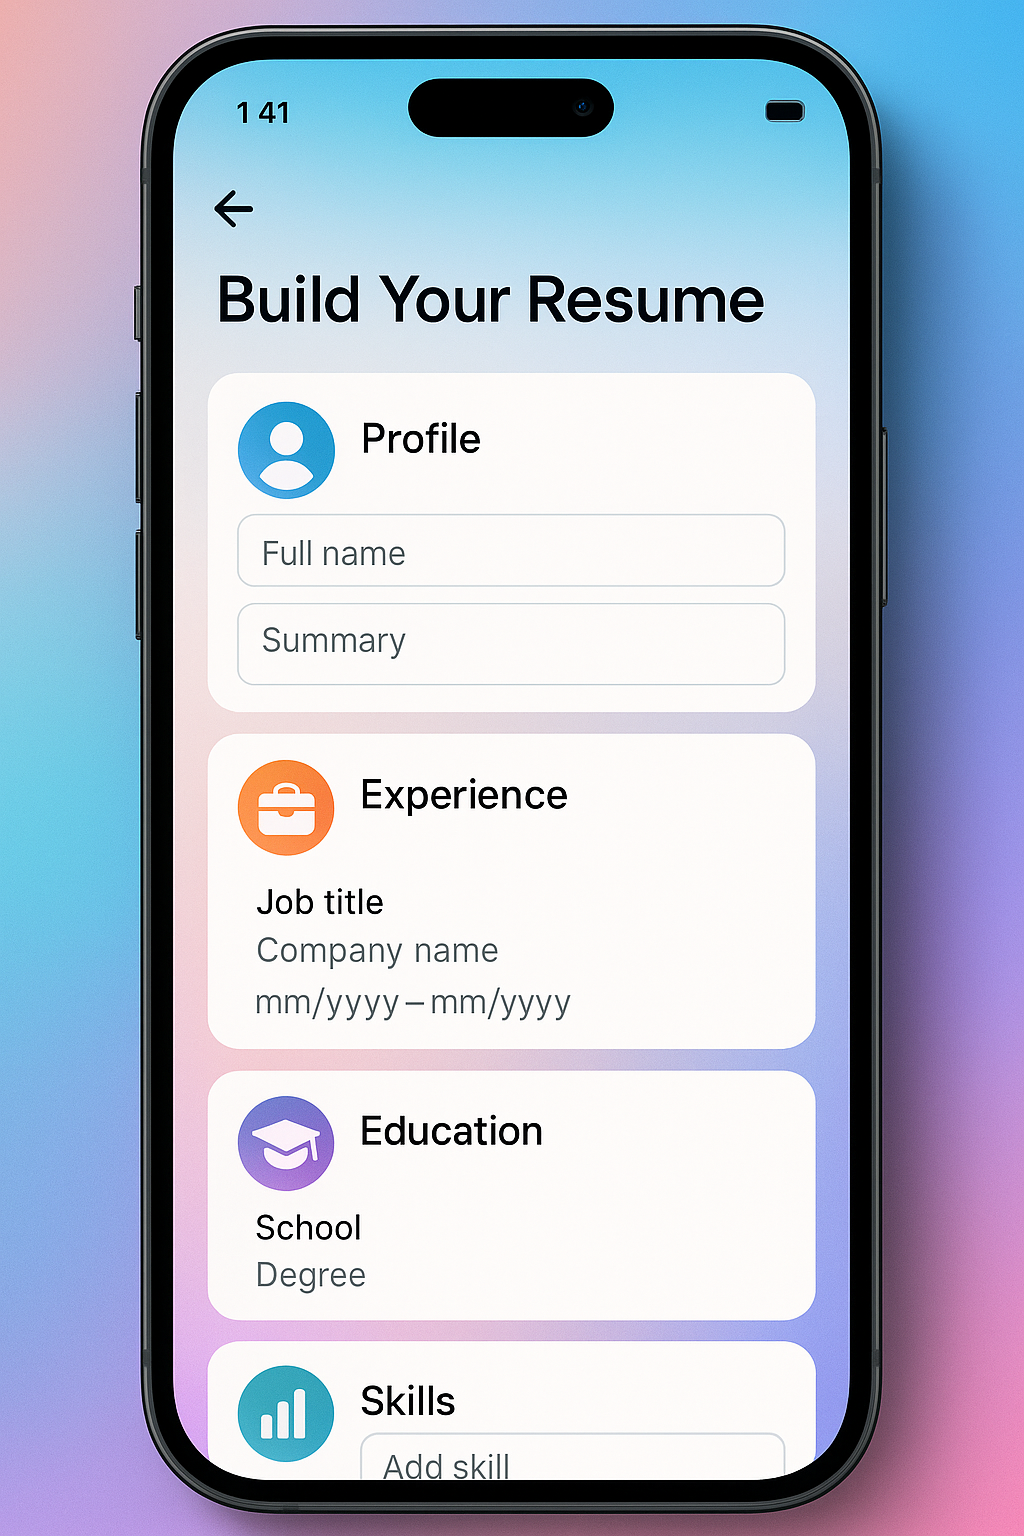 1 41
Build Your Resume
Profile
Full name
Summary
Experience
Job title
Company name
mm/yyyy – mm/yyyy
Education
School
Degree
Skills
Add skill